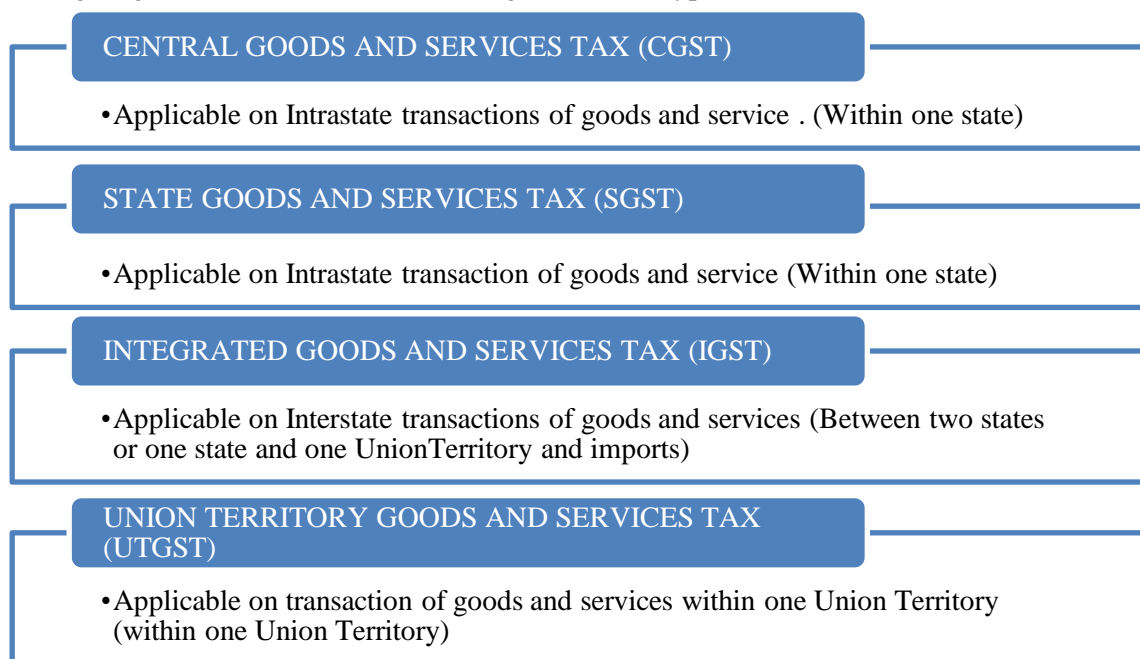 CENTRAL GOODS AND SERVICES TAX (CGST)
•Applicable on Intrastate transactions of goods and service . (Within one state)
STATE GOODS AND SERVICES TAX (SGST)
•Applicable on Intrastate transaction of goods and service (Within one state)
INTEGRATED GOODS AND SERVICES TAX (IGST)
•Applicable on Interstate transactions of goods and services (Between two states
or one state and one UnionTerritory and imports)
UNION TERRITORY GOODS AND SERVICES TAX
(UTGST)
•Applicable on transaction of goods and services within one Union Territory
(within one Union Territory)